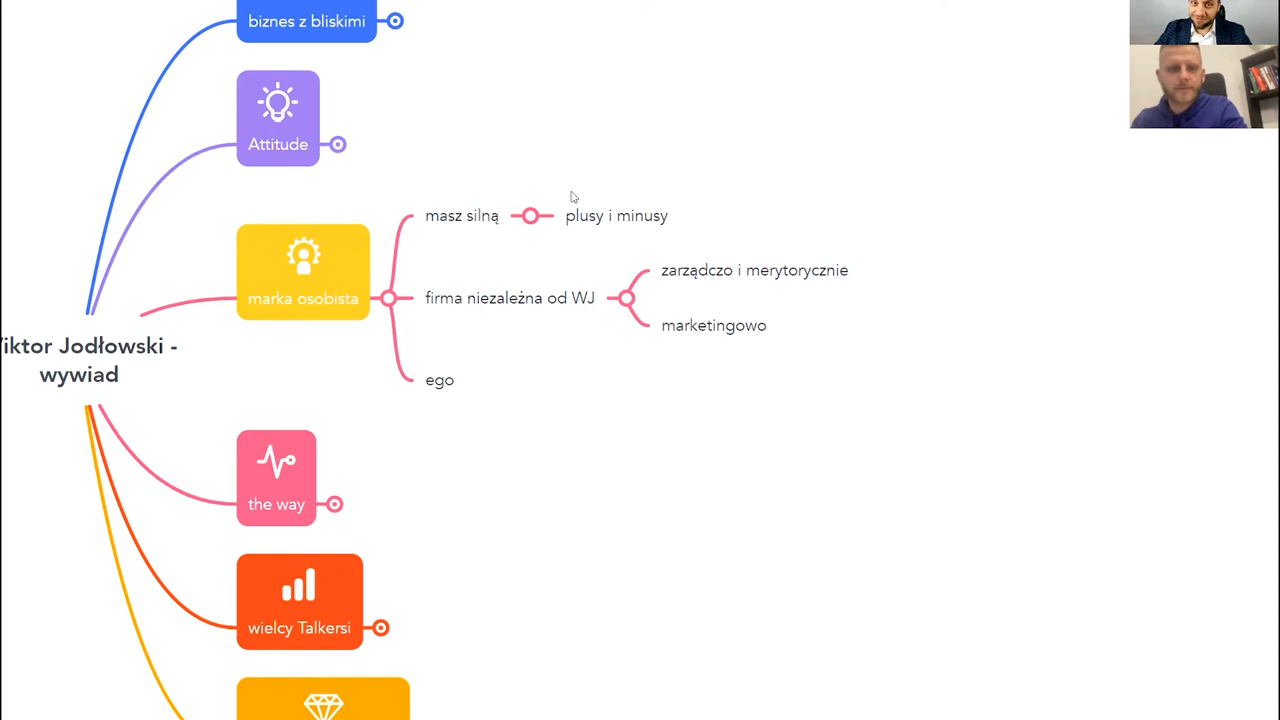 biznes z bliskimi
Attitude
masz silną
plusy i minusy
marka osobista
firma niezależna od WJ
zarządczo i merytorycznie
marketingowo
ego
iktor Jodłowski -
wywiad
the way
wielcy Talkersi